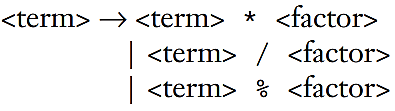 <term> → <term> * <factor>
| <term> / <factor>
| <term> % <factor>